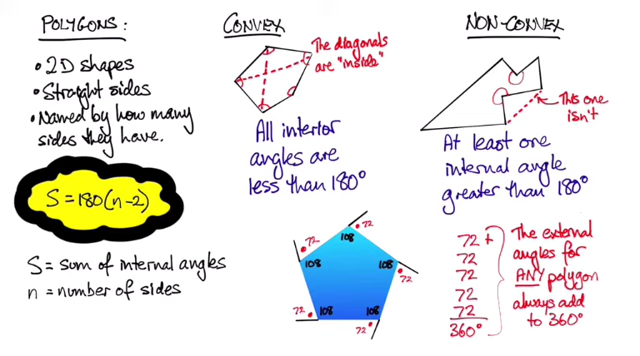 POLYGONS:
• 2D shapes
• Straight sides
• Named by how many
sides they have.
S = 180(n-2)
S = sum of internal angles
n = number of sides
CONVEX
The diagonals
are "inside"
All interior
angles are
less than 180°
NON-CONVEX
This one
isn't
At least one
internal angle
greater than 180°
72
108
72
108
108
72
72
108
108
72
72 +
72
72
72
72
360°
The external
angles for
ANY polygon
always add
to 360°